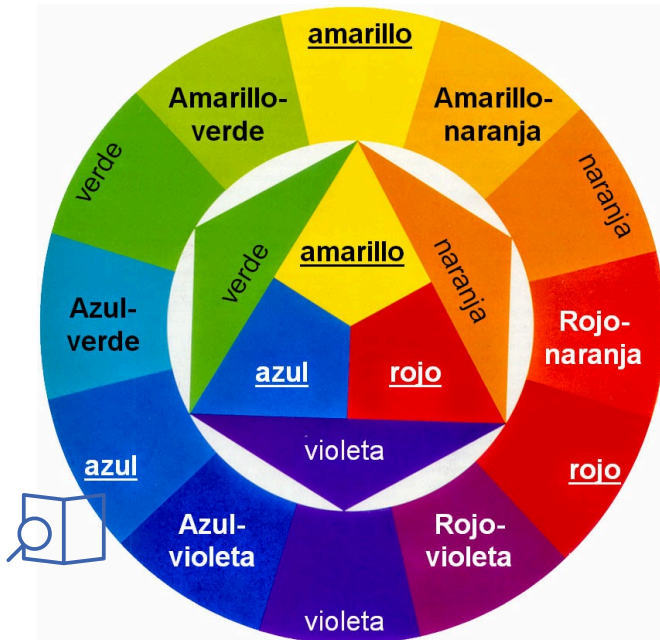 amarillo
Amarillo-
verde
Amarillo-
naranja
verde
naranja
amarillo
verde
naranja
Azul-
verde
Rojo-
naranja
azul
rojo
violeta
azul
rojo
Azul-
violeta
Rojo-
violeta
violeta